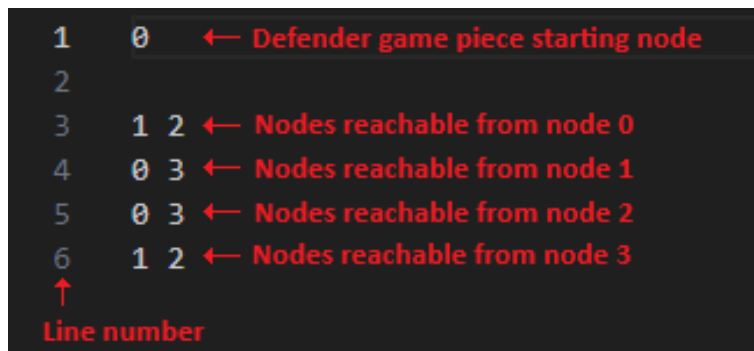 1 0 ← Defender game piece starting node
2
3 1 2 ← Nodes reachable from node 0
4 0 3 ← Nodes reachable from node 1
5 0 3 ← Nodes reachable from node 2
6 1 2 ← Nodes reachable from node 3
↑
Line number